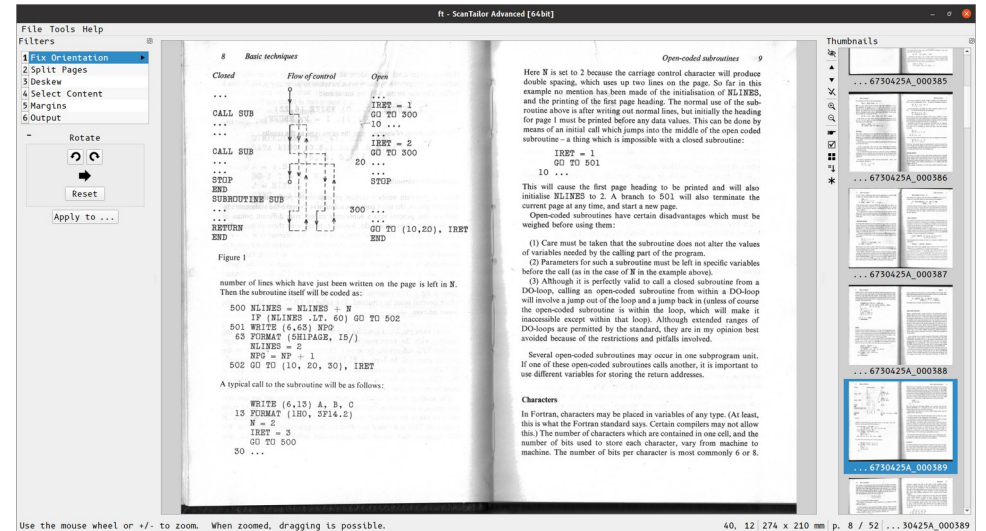 ft - ScanTailor Advanced [64bit]
File Tools Help
Filters
1 Fix Orientation
2 Split Pages
3 Deskew
4 Select Content
5 Margins
6 Output
Rotate
Reset
Apply to ...
8 Basic techniques
Closed Flow of control Open
...
... IRET = 1
CALL SUB GO TO 300
... 10 ...
... ...
... IRET = 2
CALL SUB GO TO 300
... 20 ...
... ...
STOP STOP
END
SUBROUTINE SUB
... 300 ...
... ...
RETURN GO TO (10,20), IRET
END END
Figure 1
number of lines which have just been written on the page is left in N.
Then the subroutine itself will be coded as:
500 NLINES = NLINES + N
IF (NLINES .LT. 60) GO TO 502
501 WRITE (6,63) NPG
63 FORMAT (5H1PAGE, I5/)
NLINES = 2
NPG = NP + 1
502 GO TO (10, 20, 30), IRET
A typical call to the subroutine will be as follows:
WRITE (6,13) A, B, C
13 FORMAT (1H0, 3F14.2)
N = 2
IRET = 3
GO TO 500
30 ...
Open-coded subroutines 9
Here N is set to 2 because the carriage control character will produce
double spacing, which uses up two lines on the page. So far in this
example no mention has been made of the initialisation of NLINES,
and the printing of the first page heading. The normal use of the sub-
routine above is after writing out normal lines, but initially the heading
for page 1 must be printed before any data values. This can be done by
means of an initial call which jumps into the middle of the open coded
subroutine – a thing which is impossible with a closed subroutine:
IRET = 1
GO TO 501
10 ...
This will cause the first page heading to be printed and will also
initialise NLINES to 2. A branch to 501 will also terminate the
current page at any time, and start a new page.
Open-coded subroutines have certain disadvantages which must be
weighed before using them:
(1) Care must be taken that the subroutine does not alter the values
of variables needed by the calling part of the program.
(2) Parameters for such a subroutine must be left in specific variables
before the call (as in the case of N in the example above).
(3) Although it is perfectly valid to call a closed subroutine from a
DO-loop, calling an open-coded subroutine from within a DO-loop
will involve a jump out of the loop and a jump back in (unless of course
the open-coded subroutine is within the loop, which will make it
inaccessible except within that loop). Although extended ranges of
DO-loops are permitted by the standard, they are in my opinion best
avoided because of the restrictions and pitfalls involved.
Several open-coded subroutines may occur in one subprogram unit.
If one of these open-coded subroutines calls another, it is important to
use different variables for storing the return addresses.
Characters
In Fortran, characters may be placed in variables of any type. (At least,
this is what the Fortran standard says. Certain compilers may not allow
this.) The number of characters which are contained in one cell, and the
number of bits used to store each character, vary from machine to
machine. The number of bits per character is most commonly 6 or 8.
Thumbnails
... 6730425A_000385
... 6730425A_000386
... 6730425A_000387
... 6730425A_000388
... 6730425A_000389
Use the mouse wheel or +/- to zoom. When zoomed, dragging is possible.
40, 12 274 x 210 mm p. 8 / 52 ...30425A_000389